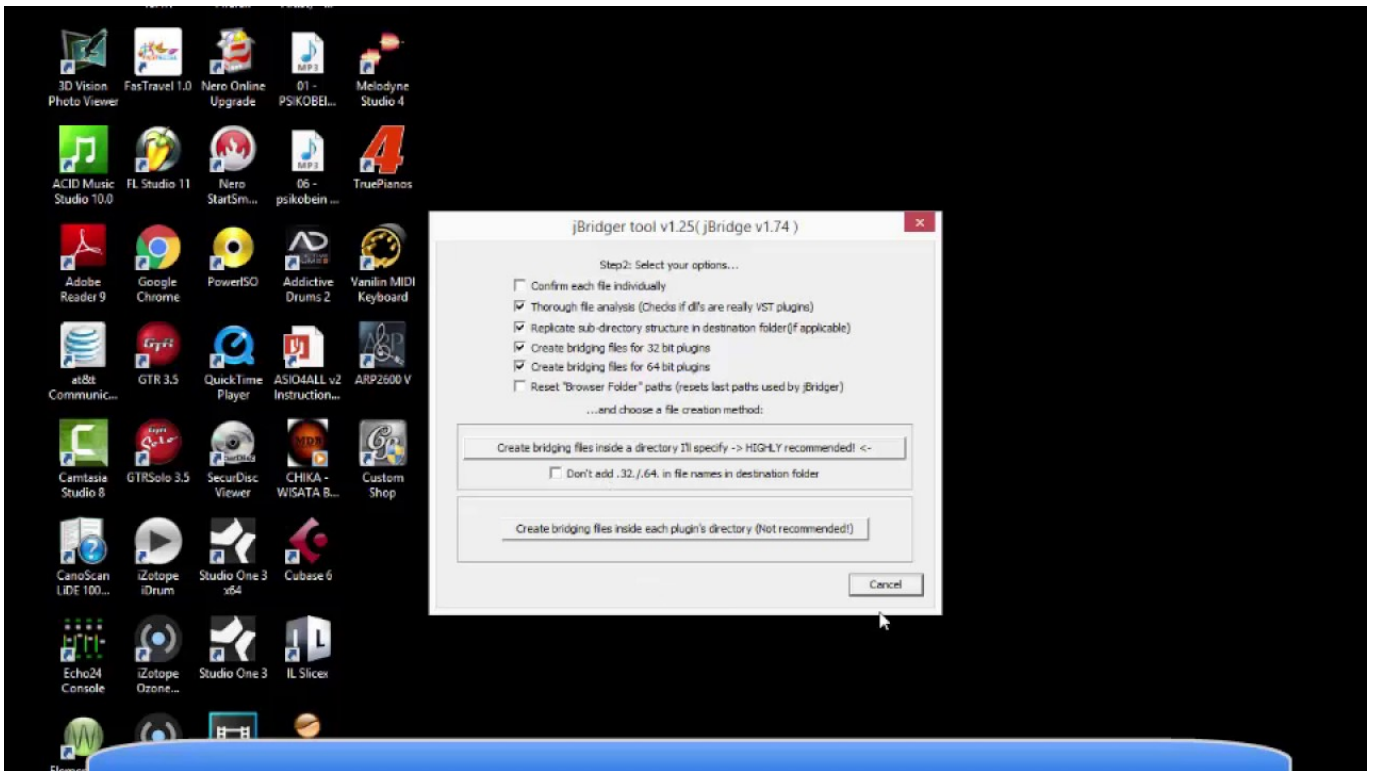 3D Vision
Photo Viewer
FasTravel 1.0
Nero Online
Upgrade
01 -
PSIKOBEI...
Melodyne
Studio 4
ACID Music
Studio 10.0
FL Studio 11
Nero
StartSm...
06 -
psikobein ...
TruePianos
Adobe
Reader 9
Google
Chrome
PowerISO
Addictive
Drums 2
Vanilin MIDI
Keyboard
at&t
Communic...
GTR 3.5
QuickTime
Player
ASIO4ALL v2
Instruction...
ARP2600 V
Camtasia
Studio 8
GTRSolo 3.5
SecurDisc
Viewer
CHIKA -
WISATA B...
Custom
Shop
CanoScan
LiDE 100...
iZotope
iDrum
Studio One 3
x64
Cubase 6
Echo24
Console
iZotope
Ozone...
Studio One 3
IL Slicex
jBridger tool v1.25( jBridge v1.74 )
Step2: Select your options...
Confirm each file individually
Thorough file analysis (Checks if dll's are really VST plugins)
Replicate sub-directory structure in destination folder(if applicable)
Create bridging files for 32 bit plugins
Create bridging files for 64 bit plugins
Reset "Browser Folder" paths (resets last paths used by jBridger)
...and choose a file creation method:
Create bridging files inside a directory I'll specify -> HIGHLY recommended! <-
Don't add .32./.64. in file names in destination folder
Create bridging files inside each plugin's directory (Not recommended!)
Cancel